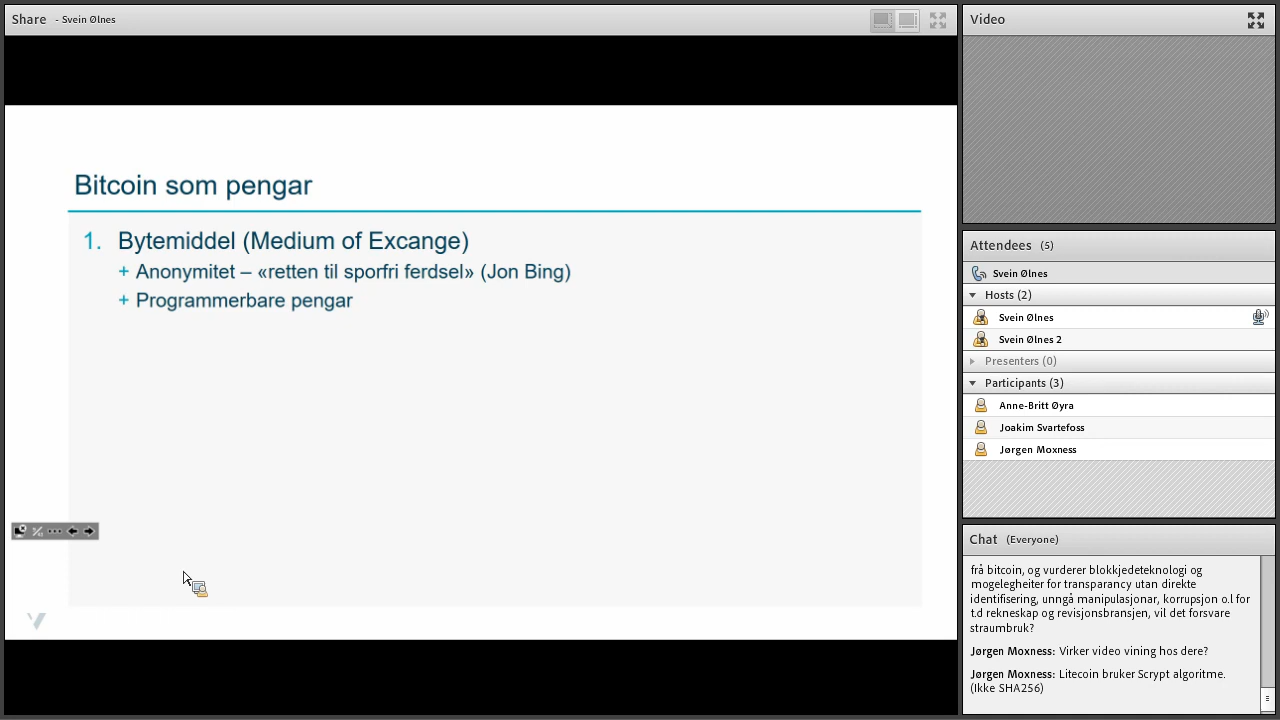 Share - Svein Ølnes
Bitcoin som pengar
1. Bytemiddel (Medium of Excange)
+ Anonymitet – «retten til sporfri ferdsel» (Jon Bing)
+ Programmerbare pengar
Video
Attendees (5)
Svein Ølnes
Hosts (2)
Svein Ølnes
Svein Ølnes 2
Presenters (0)
Participants (3)
Anne-Britt Øyra
Joakim Svartefoss
Jørgen Moxness
Chat (Everyone)
frå bitcoin, og vurderer blokkjedeteknologi og
mogelegheiter for transparancy utan direkte
identifisering, unngå manipulasjonar, korrupsjon o.l for
t.d rekneskap og revisjonsbransjen, vil det forsvare
straumbruk?
Jørgen Moxness: Virker video vining hos dere?
Jørgen Moxness: Litecoin bruker Scrypt algoritme.
(Ikke SHA256)